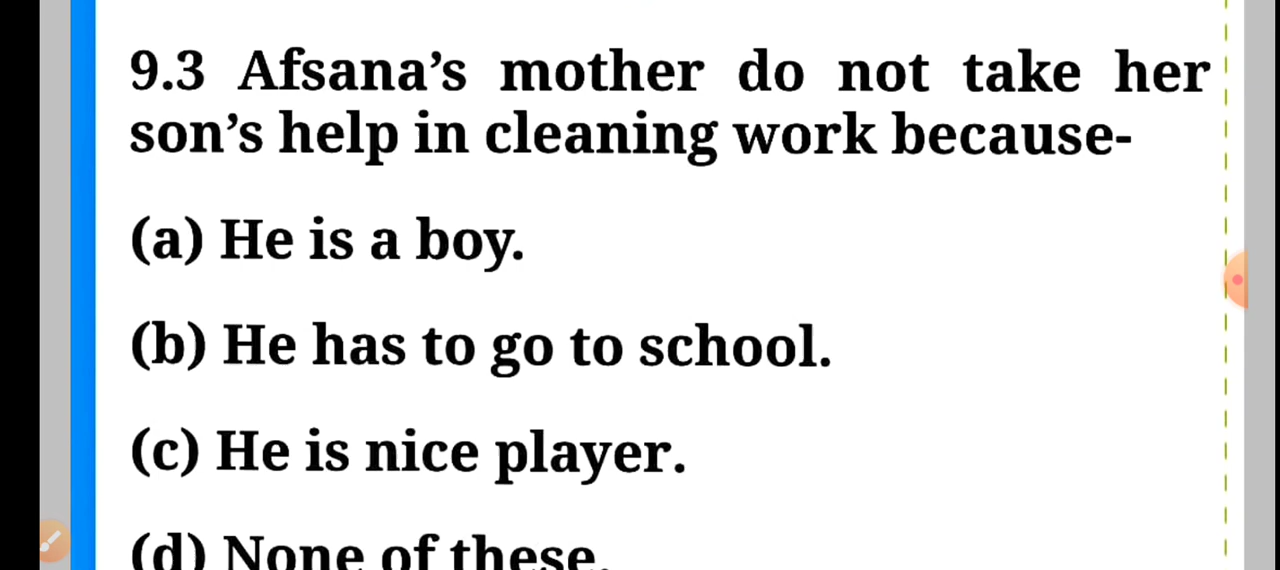 9.3 Afsana’s mother do not take her
son’s help in cleaning work because-
(a) He is a boy.
(b) He has to go to school.
(c) He is nice player.
(d) None of these.